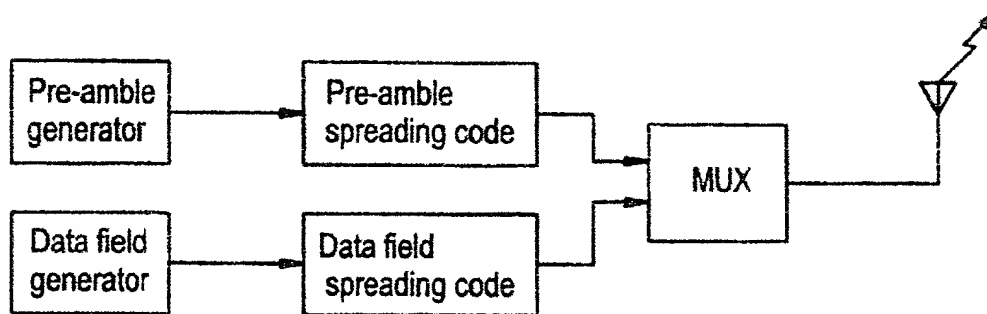 Pre-amble
generator
Pre-amble
spreading code
MUX
Data field
generator
Data field
spreading code